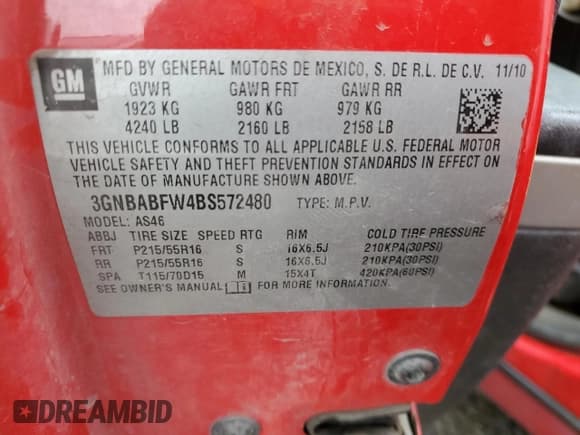 GM
MFD BY GENERAL MOTORS DE MEXICO, S. DE R.L. DE C.V. 11/10
GVWR GAWR FRT GAWR RR
1923 KG 980 KG 979 KG
4240 LB 2160 LB 2158 LB
THIS VEHICLE CONFORMS TO ALL APPLICABLE U.S. FEDERAL MOTOR
VEHICLE SAFETY AND THEFT PREVENTION STANDARDS IN EFFECT ON
THE DATE OF MANUFACTURE SHOWN ABOVE.
3GNBABFW4BS572480 TYPE: M.P.V.
MODEL: AS46
ABBJ TIRE SIZE SPEED RTG RIM COLD TIRE PRESSURE
FRT P215/55R16 S 16X6.5J 210KPA(30PSI)
RR P215/55R16 S 16X6.5J 210KPA(30PSI)
SPA T115/70D15 M 15X4T 420KPA(60PSI)
SEE OWNER'S MANUAL FOR MORE INFORMATION.
DREAMBID